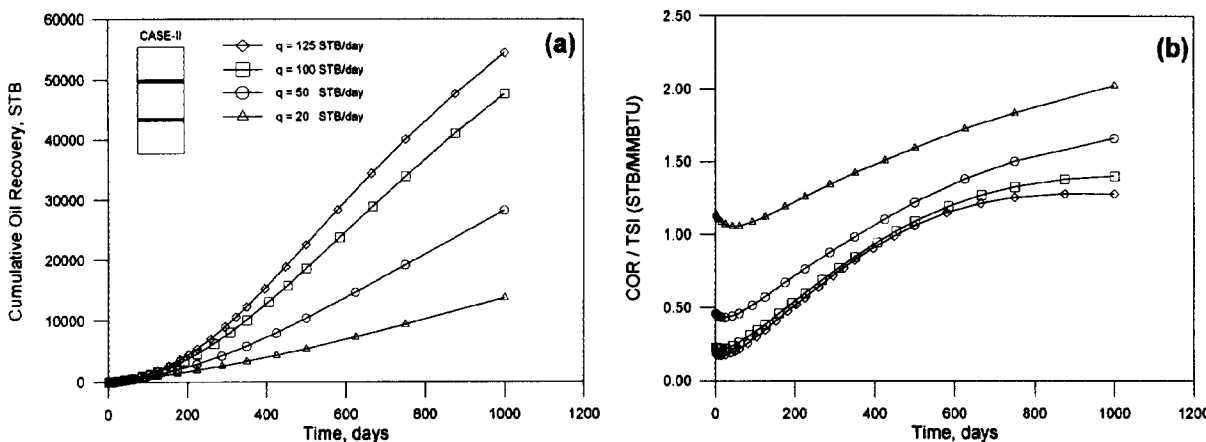 CASE-II
q = 125 STB/day
q = 100 STB/day
q = 50 STB/day
q = 20 STB/day
(a)
60000
50000
40000
30000
20000
10000
0
Cumulative Oil Recovery, STB
0 200 400 600 800 1000 1200
Time, days
(b)
2.50
2.00
1.50
1.00
0.50
0.00
COR / TSI (STB/MMBTU)
0 200 400 600 800 1000 1200
Time, days